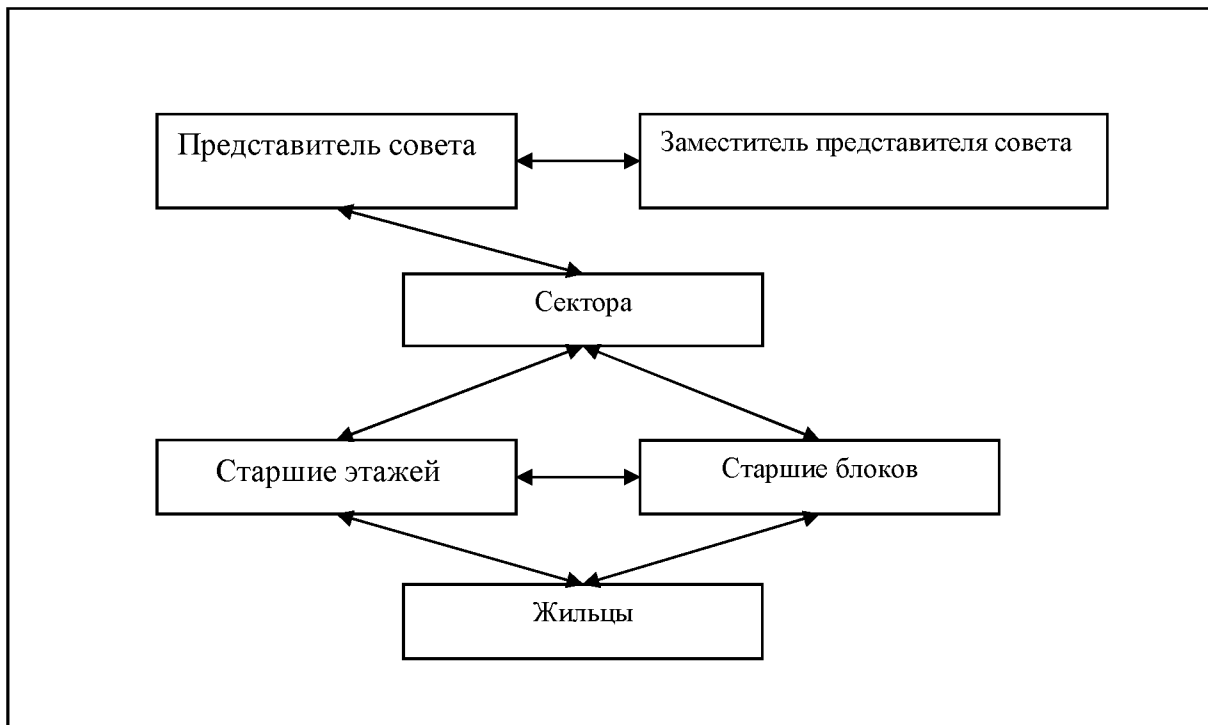 Представитель совета
Заместитель представителя совета
Сектора
Старшие этажей
Старшие блоков
Жильцы